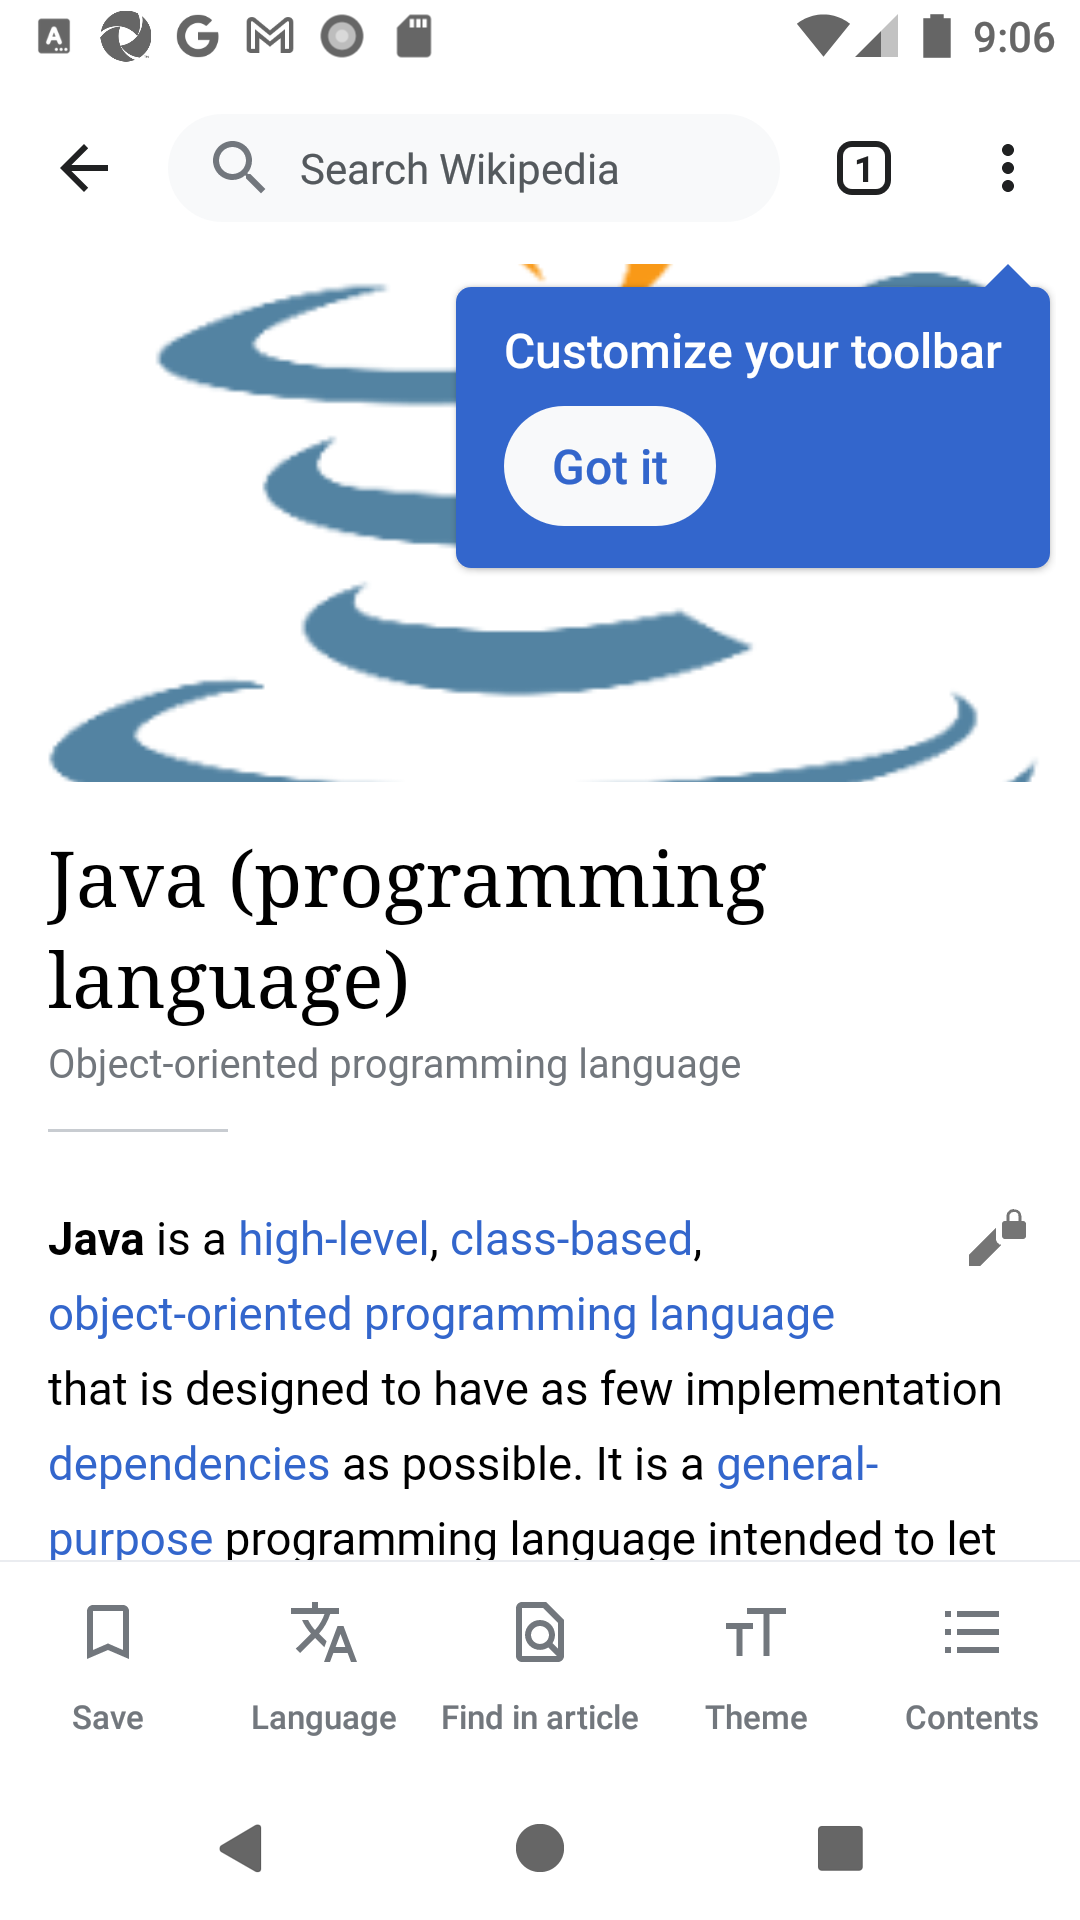 9:06
Search Wikipedia
1
Customize your toolbar
Got it
Java (programming
language)
Object-oriented programming language
Java is a high-level, class-based,
object-oriented programming language
that is designed to have as few implementation
dependencies as possible. It is a general-
purpose programming language intended to let
Save
Language
Find in article
Theme
Contents